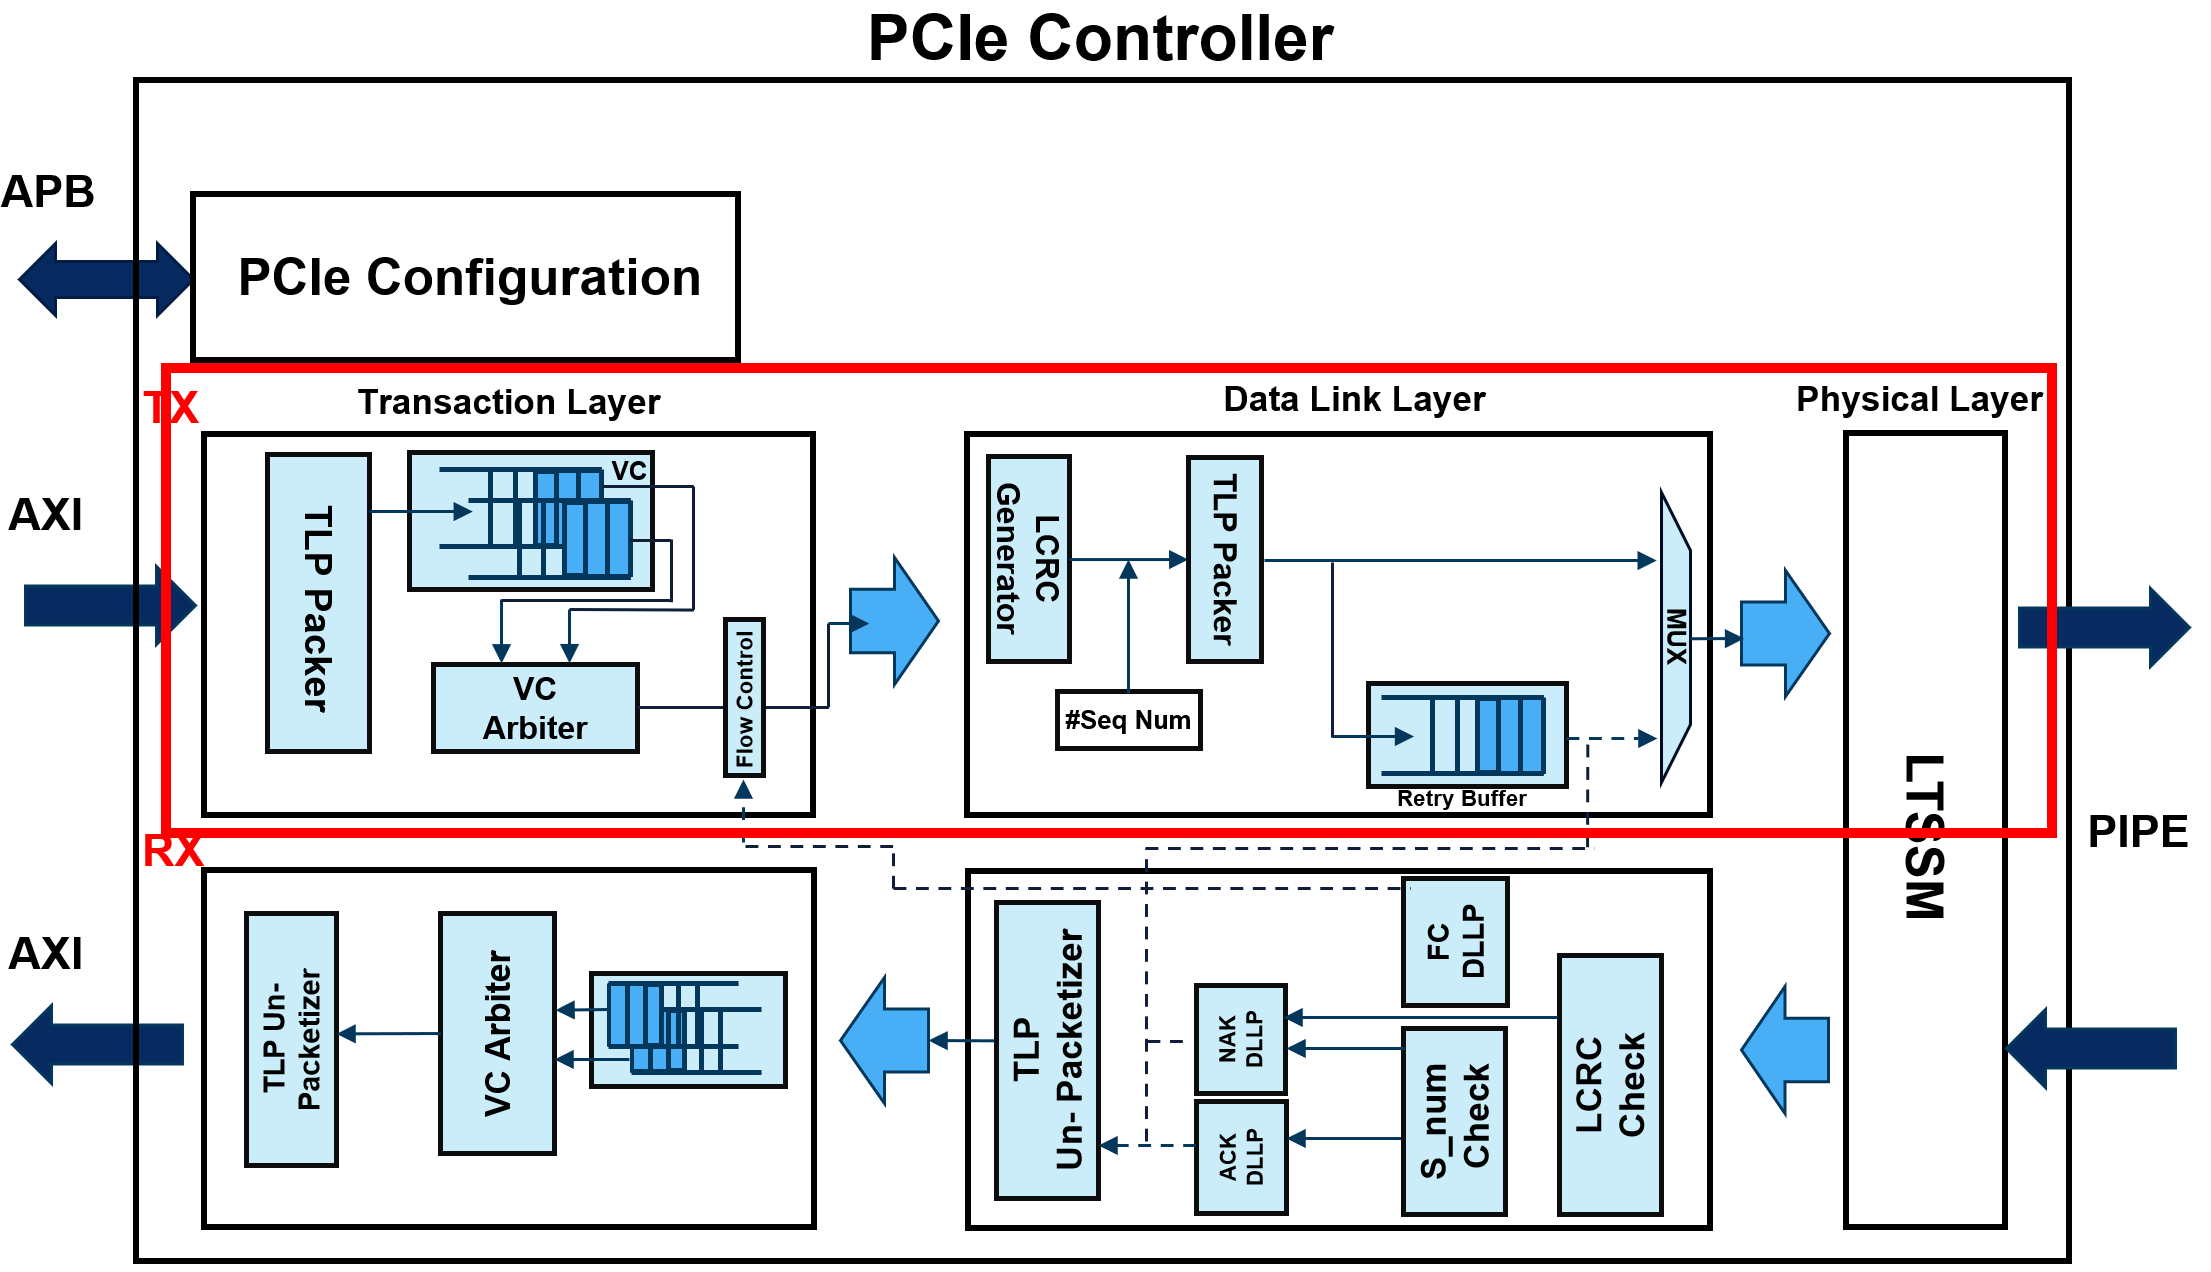 PCIe Controller
APB
PCIe Configuration
TX
Transaction Layer
Data Link Layer
Physical Layer
AXI
TLP Packer
VC
VC
Arbiter
Flow Control
LCRC
Generator
#Seq Num
TLP Packer
Retry Buffer
MUX
LTSSM
PIPE
RX
AXI
TLP Un-
Packetizer
VC Arbiter
TLP
Un- Packetizer
NAK
DLLP
ACK
DLLP
FC
DLLP
S_num
Check
LCRC
Check